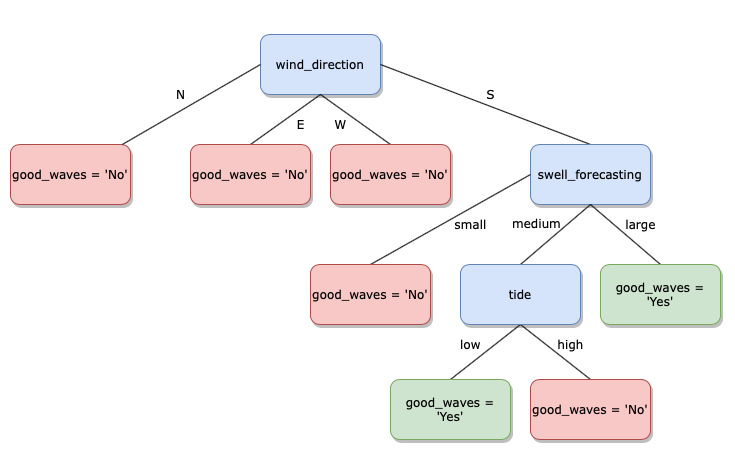 wind_direction
N
S
E
W
good_waves = 'No'
good_waves = 'No'
good_waves = 'No'
swell_forecasting
small
medium
large
good_waves = 'No'
tide
good_waves =
'Yes'
low
high
good_waves =
'Yes'
good_waves = 'No'